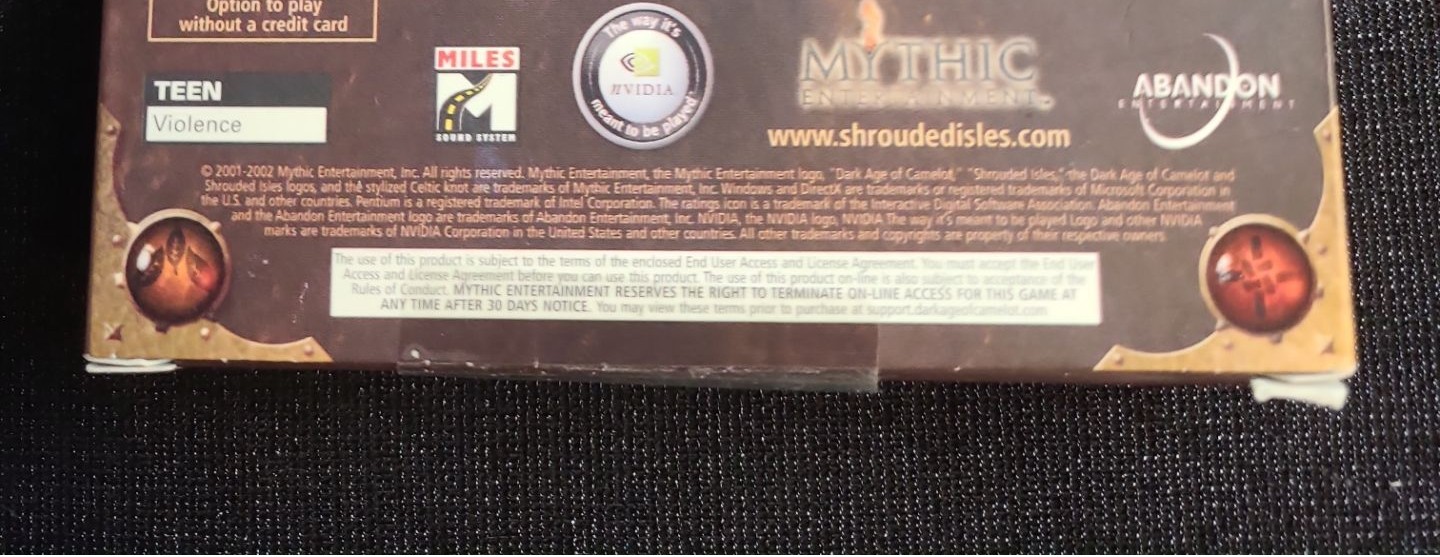 Option to play
without a credit card
TEEN
Violence
MILES
SOUND SYSTEM
The way it's
NVIDIA
meant to be played
MYTHIC
ENTERTAINMENT
www.shroudedisles.com
ABANDON
ENTERTAINMENT
© 2001-2002 Mythic Entertainment, Inc. All rights reserved. Mythic Entertainment, the Mythic Entertainment logo, "Dark Age of Camelot," "Shrouded Isles," the Dark Age of Camelot and
Shrouded Isles logos, and the stylized Celtic knot are trademarks of Mythic Entertainment, Inc. Windows and DirectX are trademarks or registered trademarks of Microsoft Corporation in
the U.S. and other countries. Pentium is a registered trademark of Intel Corporation. The ratings icon is a trademark of the Interactive Digital Software Association. Abandon Entertainment
and the Abandon Entertainment logo are trademarks of Abandon Entertainment, Inc. NVIDIA, the NVIDIA logo, NVIDIA The way it's meant to be played Logo and other NVIDIA
marks are trademarks of NVIDIA Corporation in the United States and other countries. All other trademarks and copyrights are property of their respective owners.
The use of this product is subject to the terms of the enclosed End User Access and License Agreement. You must accept the End User
Access and License Agreement before you can use this product. The use of this product on-line is also subject to acceptance of the
Rules of Conduct. MYTHIC ENTERTAINMENT RESERVES THE RIGHT TO TERMINATE ON-LINE ACCESS FOR THIS GAME AT
ANY TIME AFTER 30 DAYS NOTICE. You may view these terms prior to purchase at support.darkageofcamelot.com